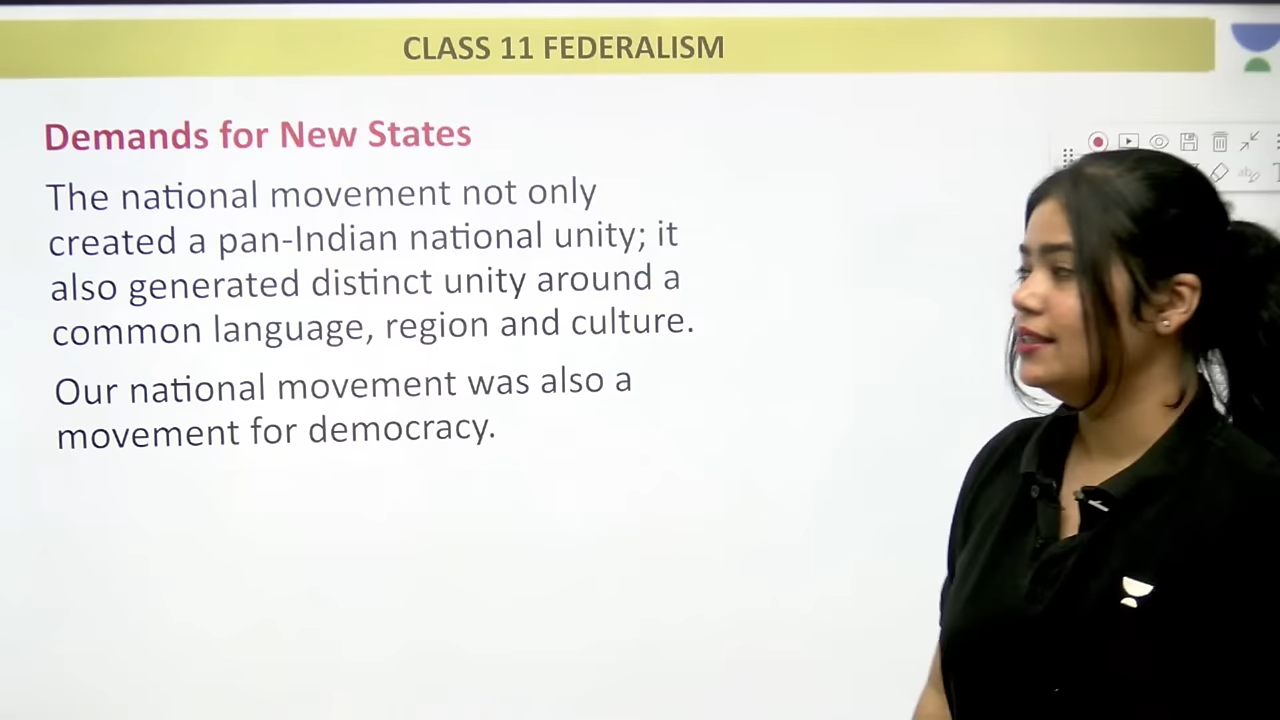 CLASS 11 FEDERALISM
Demands for New States
The national movement not only
created a pan-Indian national unity; it
also generated distinct unity around a
common language, region and culture.
Our national movement was also a
movement for democracy.